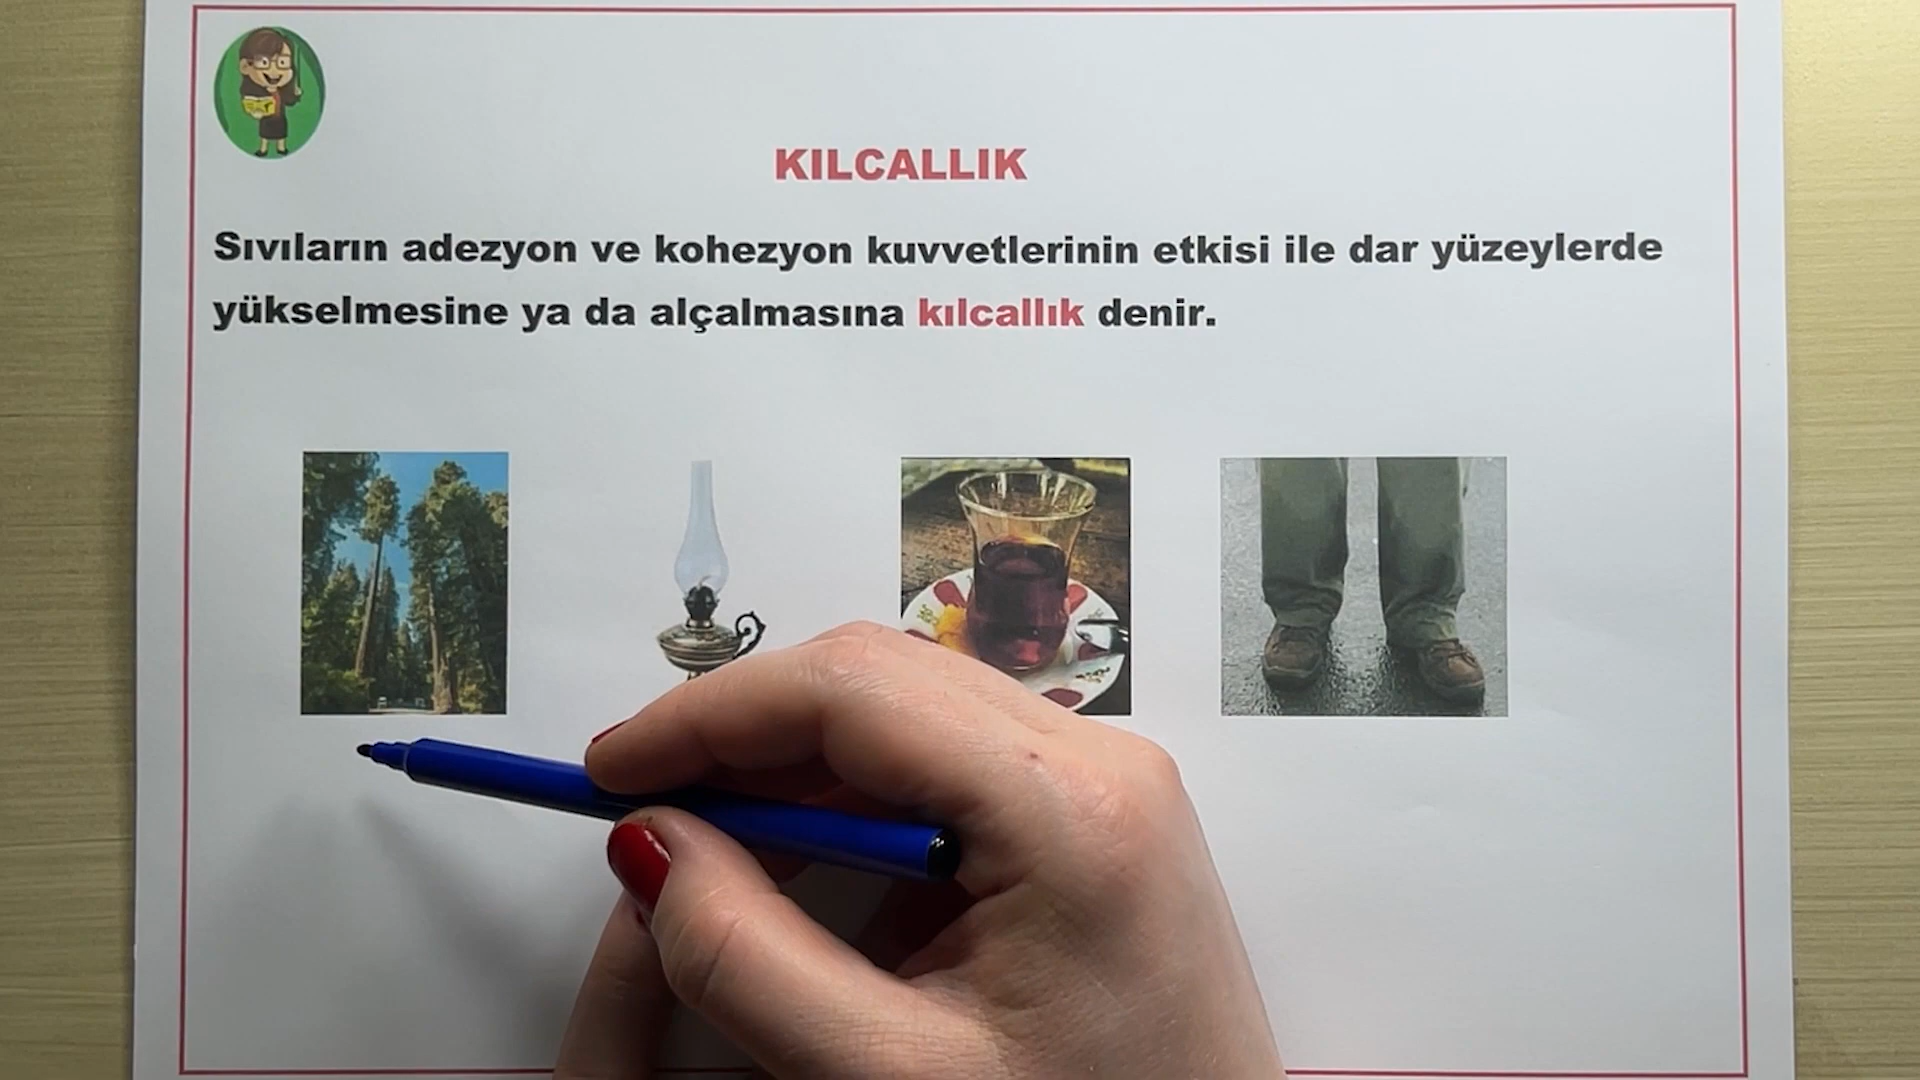 KILCALLIK
Sıvıların adezyon ve kohezyon kuvvetlerinin etkisi ile dar yüzeylerde
yükselmesine ya da alçalmasına kılcallık denir.